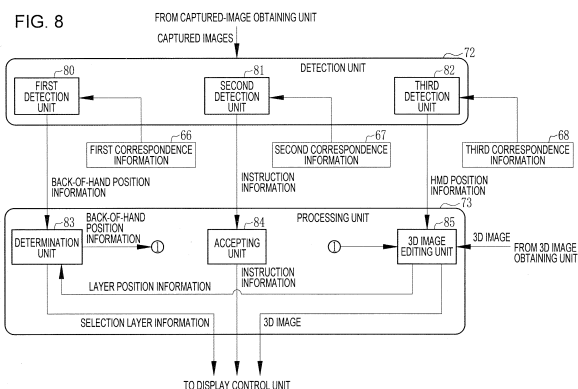 FIG. 8
FROM CAPTURED-IMAGE OBTAINING UNIT
CAPTURED IMAGES
72
DETECTION UNIT
80
FIRST
DETECTION
UNIT
81
SECOND
DETECTION
UNIT
82
THIRD
DETECTION
UNIT
66
FIRST CORRESPONDENCE
INFORMATION
67
SECOND CORRESPONDENCE
INFORMATION
68
THIRD CORRESPONDENCE
INFORMATION
BACK-OF-HAND POSITION
INFORMATION
INSTRUCTION
INFORMATION
HMD POSITION
INFORMATION
73
PROCESSING UNIT
83
DETERMINATION
UNIT
BACK-OF-HAND
POSITION
INFORMATION
①
84
ACCEPTING
UNIT
①
85
3D IMAGE
EDITING UNIT
3D IMAGE
FROM 3D IMAGE
OBTAINING UNIT
LAYER POSITION INFORMATION
INSTRUCTION
INFORMATION
SELECTION LAYER INFORMATION
3D IMAGE
TO DISPLAY CONTROL UNIT